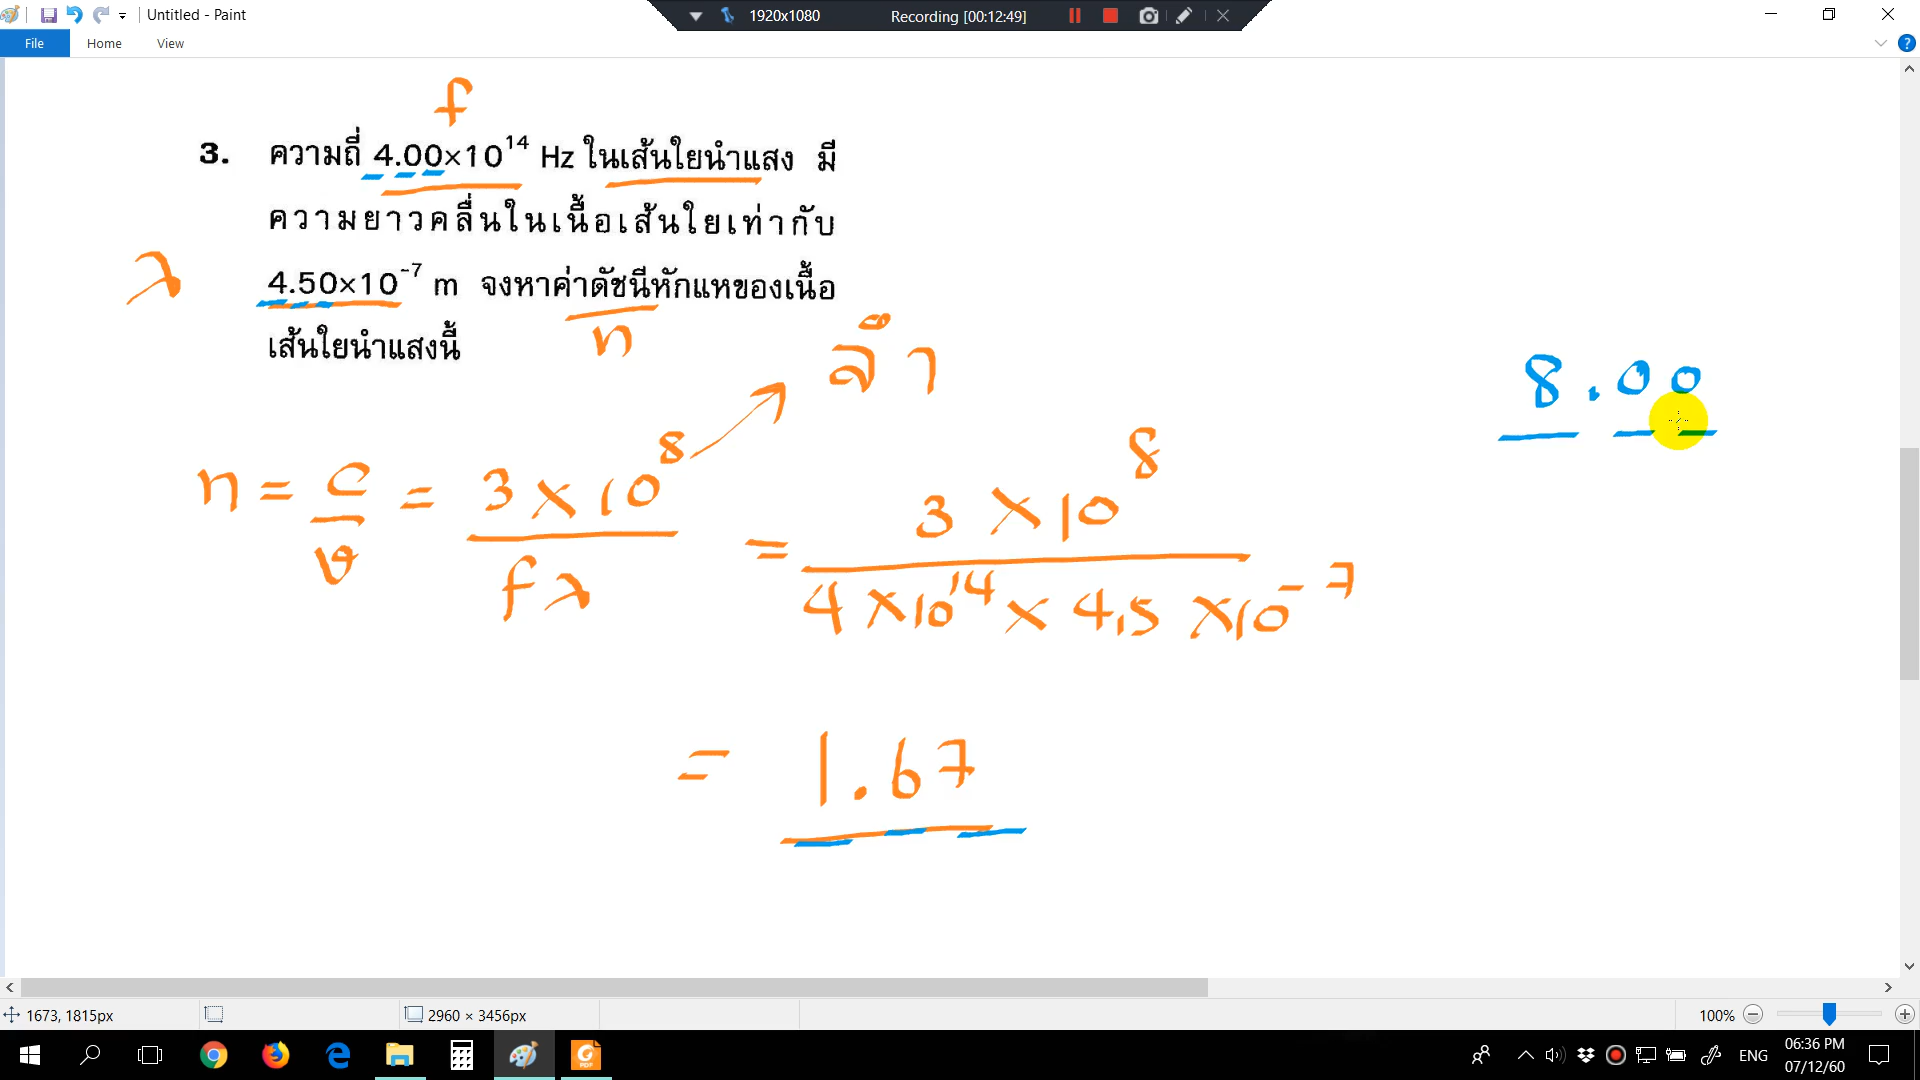 Untitled - Paint
1920x1080
Recording [00:12:49]
File Home View
f
3. ความถี่ 4.00×10¹⁴ Hz ในเส้นใยนำแสง มี
ความยาวคลื่นในเนื้อเส้นใยเท่ากับ
λ
4.50×10⁻⁷ m จงหาค่าดัชนีหักแหของเนื้อ
เส้นใยนำแสงนี้
n
จำ
8.00
n = c/v = 3×10⁸/fλ = 3×10⁸/4×10¹⁴×4.5×10⁻⁷
= 1.67
1673, 1815px
2960 × 3456px
100%
ENG
06:36 PM
07/12/60